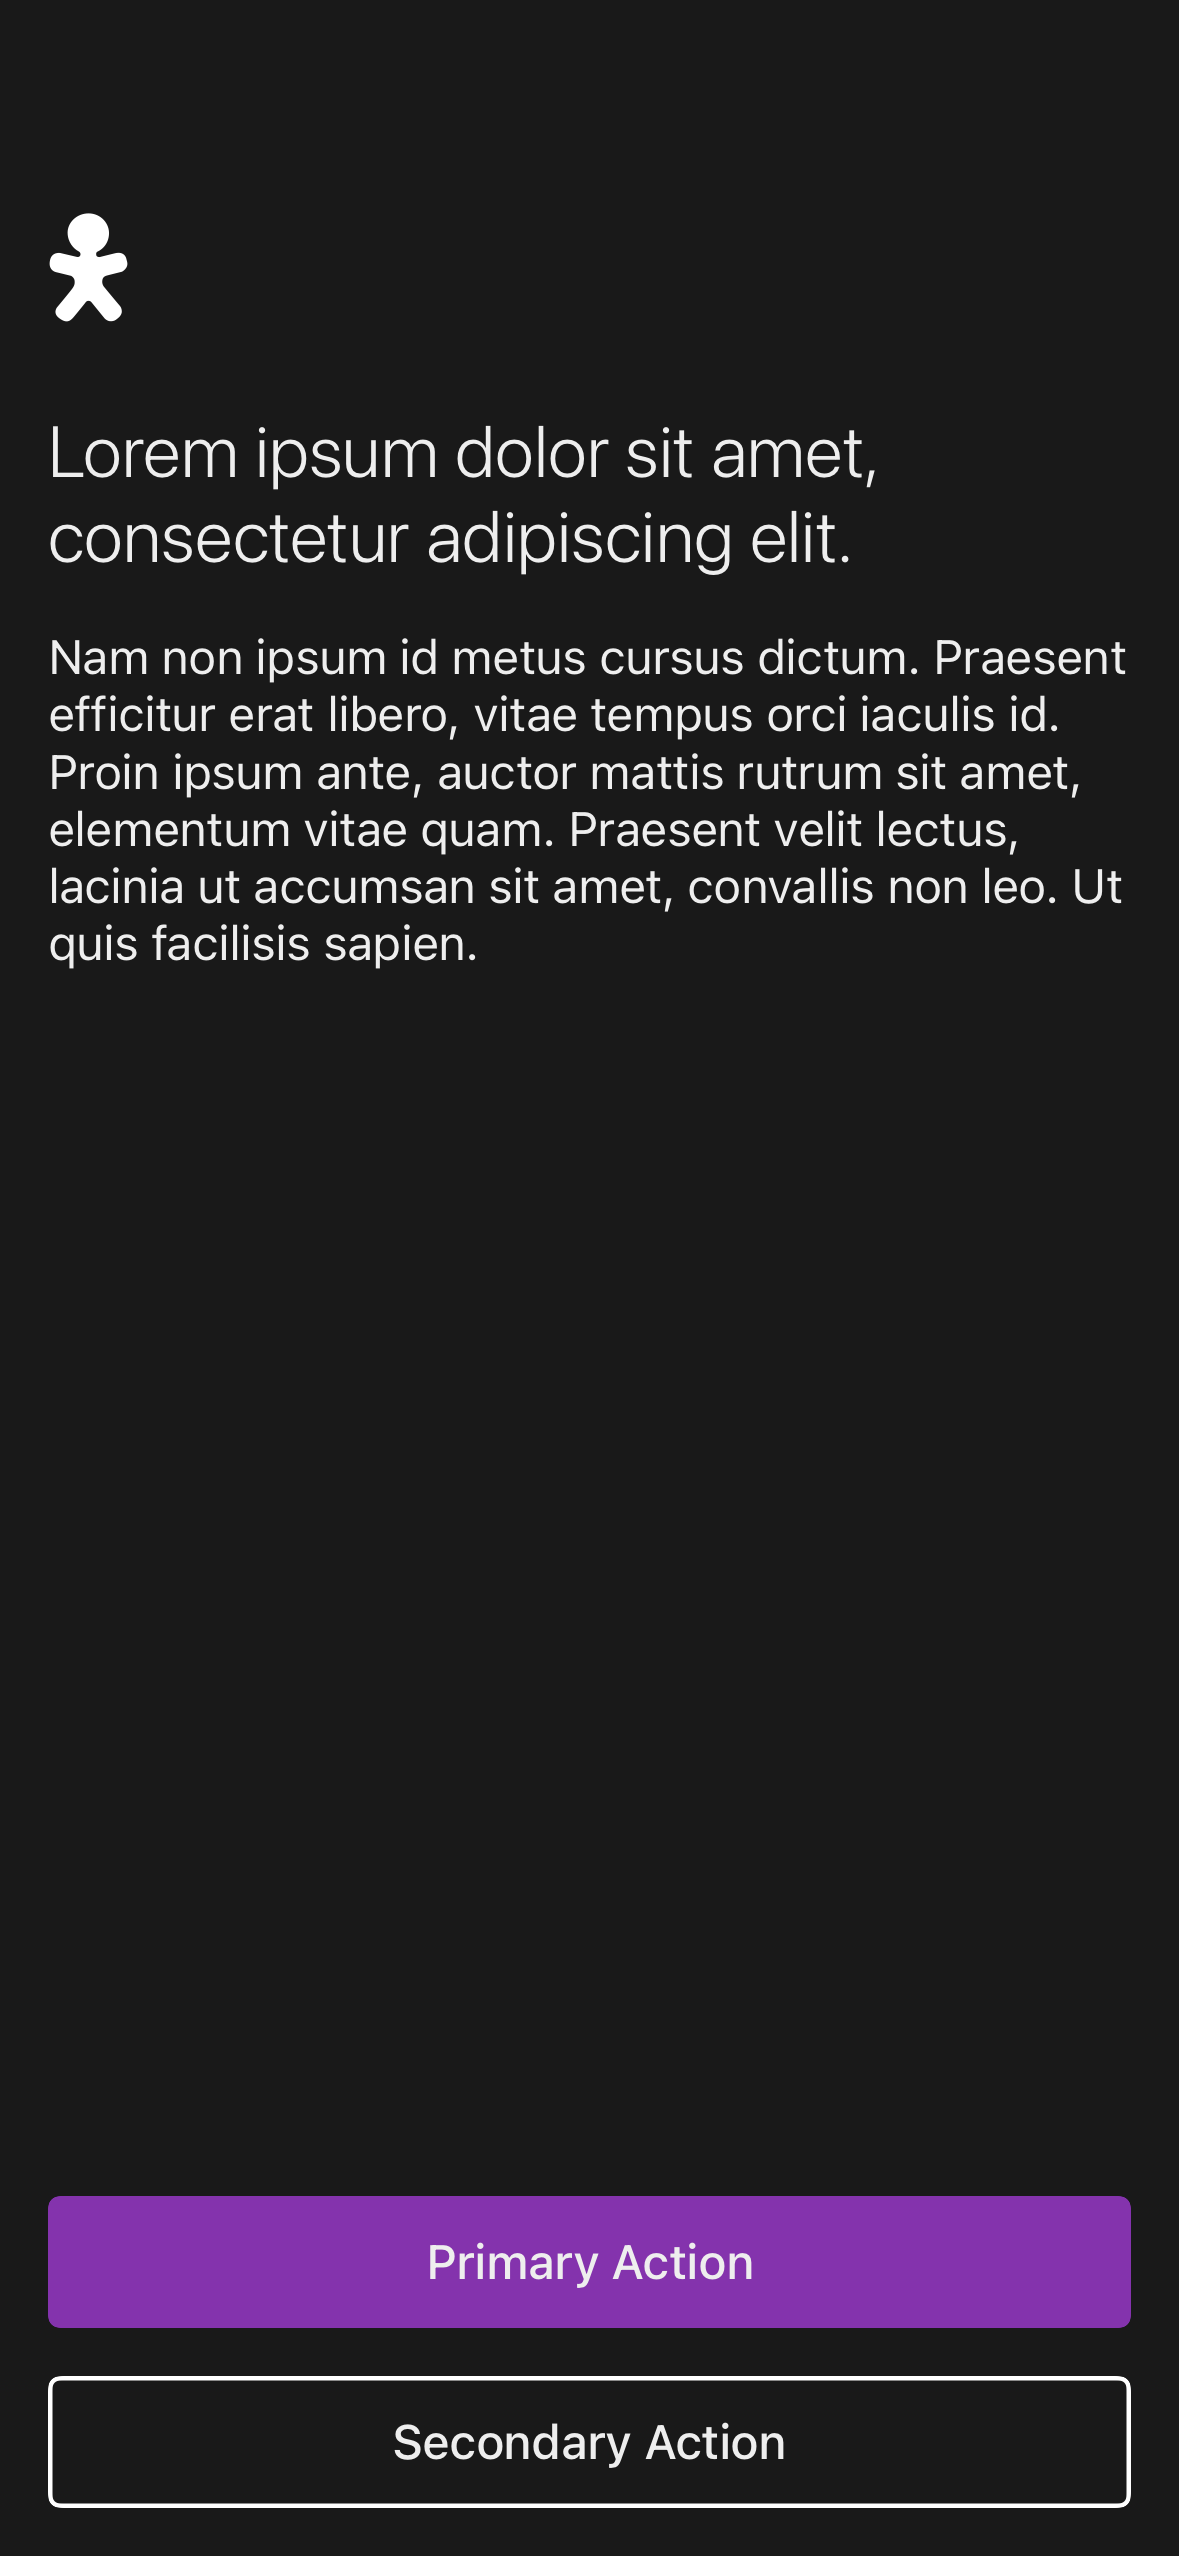 Lorem ipsum dolor sit amet,
consectetur adipiscing elit.
Nam non ipsum id metus cursus dictum. Praesent
efficitur erat libero, vitae tempus orci iaculis id.
Proin ipsum ante, auctor mattis rutrum sit amet,
elementum vitae quam. Praesent velit lectus,
lacinia ut accumsan sit amet, convallis non leo. Ut
quis facilisis sapien.
Primary Action
Secondary Action